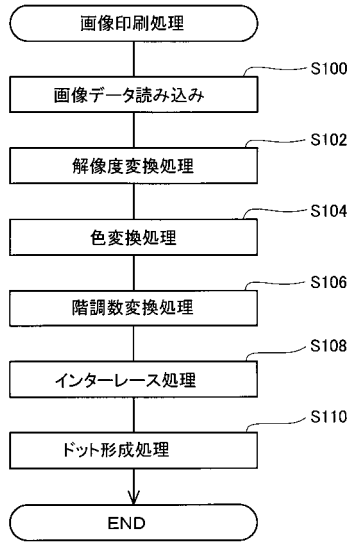 画像印刷処理
S100
画像データ読み込み
S102
解像度変換処理
S104
色変換処理
S106
階調数変換処理
S108
インターレース処理
S110
ドット形成処理
END